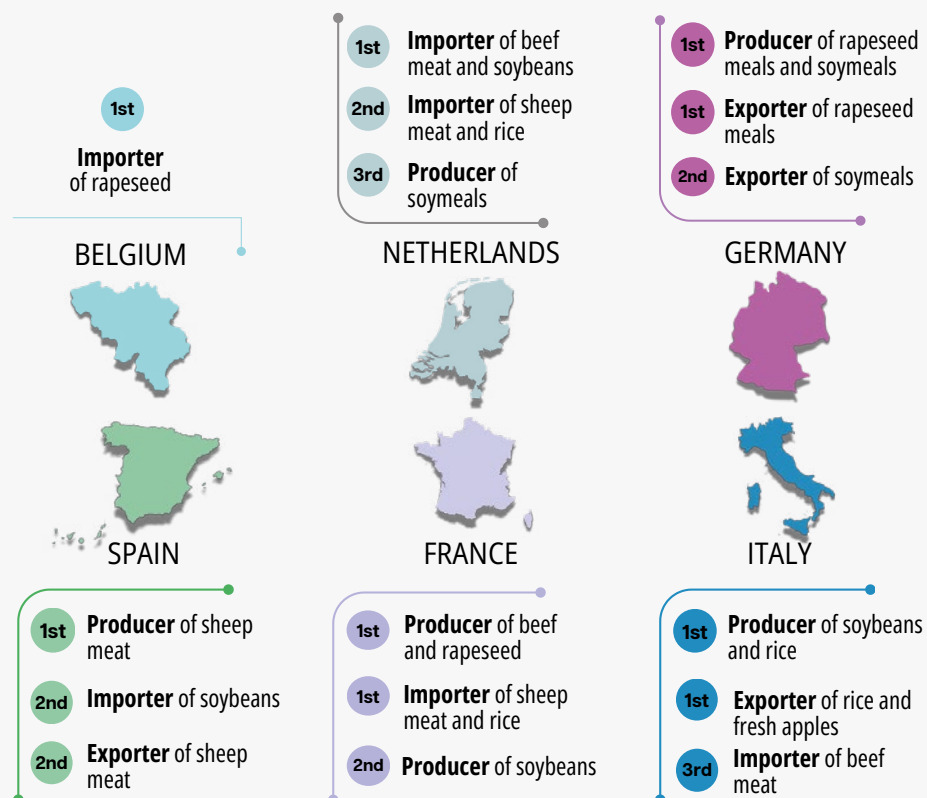 1st
Importer
of rapeseed
BELGIUM
1st
Importer of beef
meat and soybeans
2nd
Importer of sheep
meat and rice
3rd
Producer of
soymeals
NETHERLANDS
1st
Producer of rapeseed
meals and soymeals
1st
Exporter of rapeseed
meals
2nd
Exporter of soymeals
GERMANY
SPAIN
1st
Producer of sheep
meat
2nd
Importer of soybeans
2nd
Exporter of sheep
meat
FRANCE
1st
Producer of beef
and rapeseed
1st
Importer of sheep
meat and rice
2nd
Producer of soybeans
ITALY
1st
Producer of soybeans
and rice
1st
Exporter of rice and
fresh apples
3rd
Importer of beef
meat